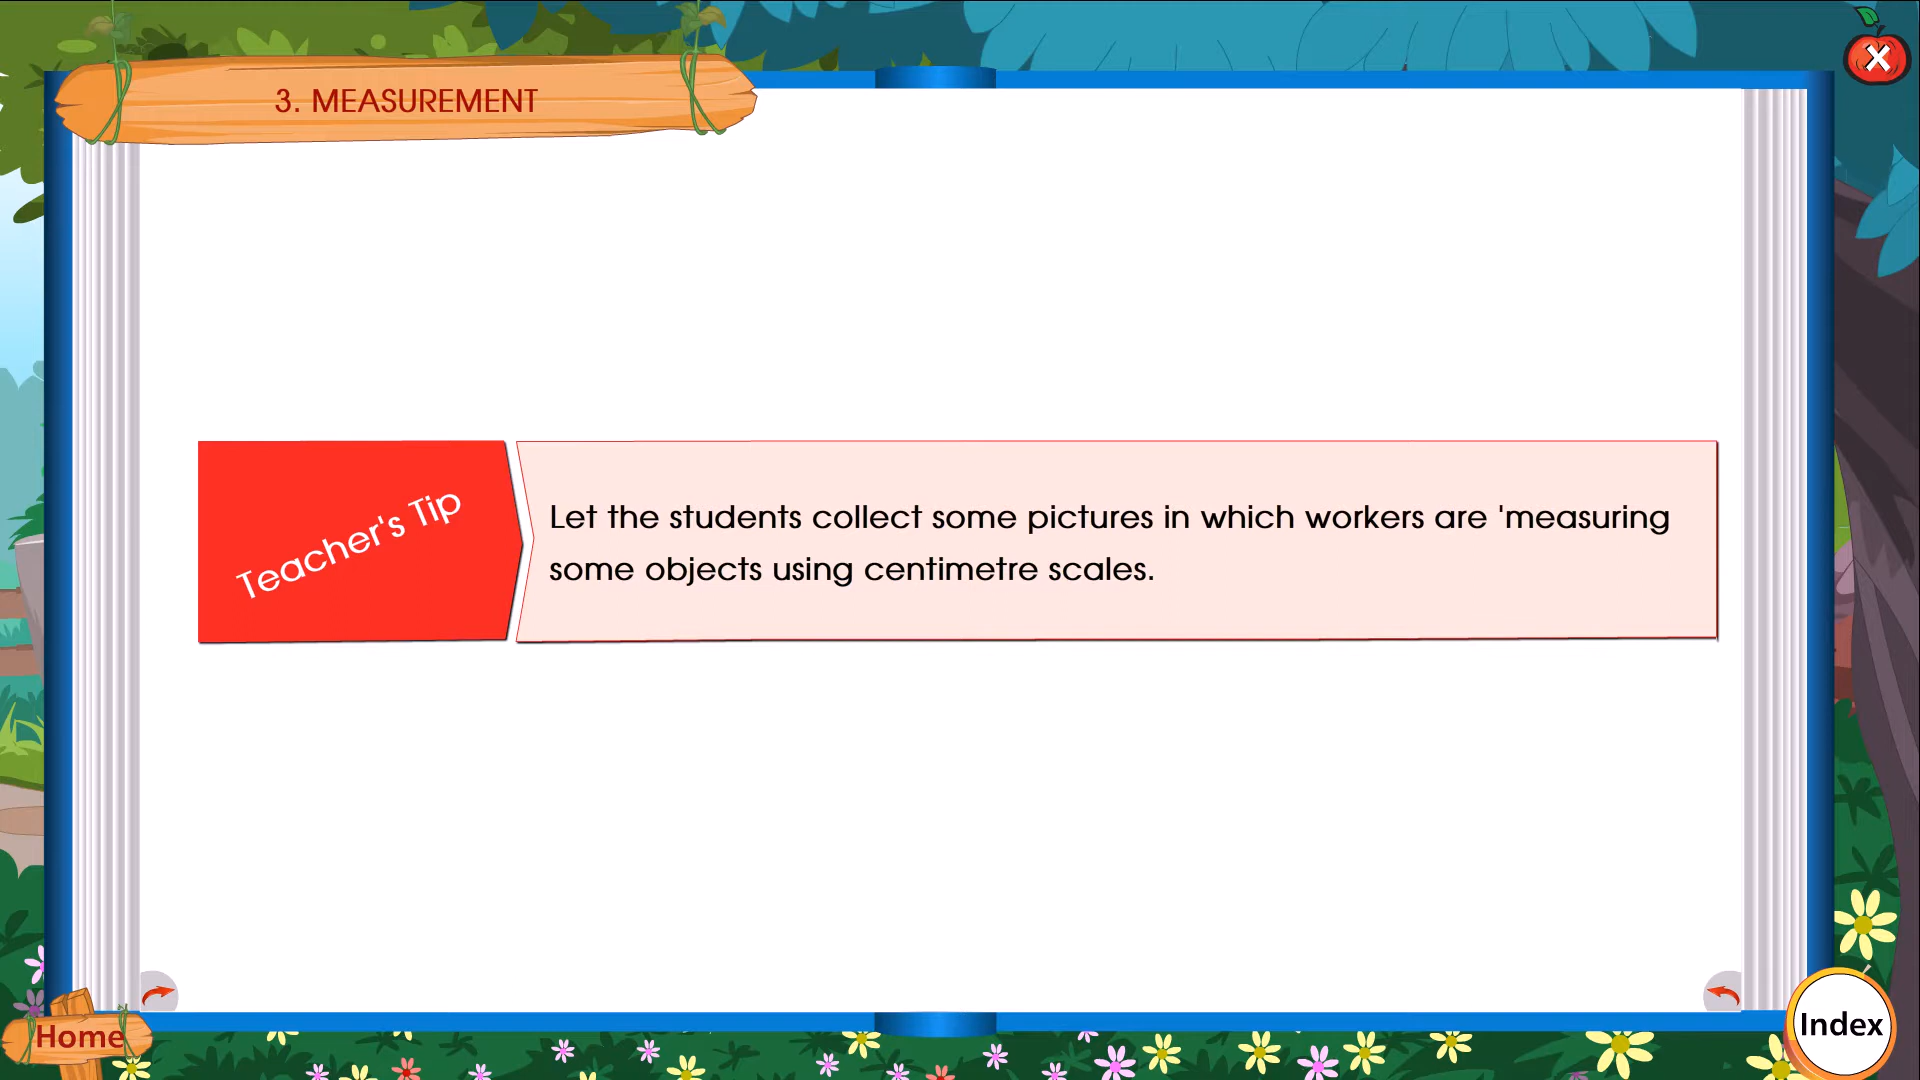 3. MEASUREMENT
Teacher's Tip
Let the students collect some pictures in which workers are 'measuring
some objects using centimetre scales.
Home
Index